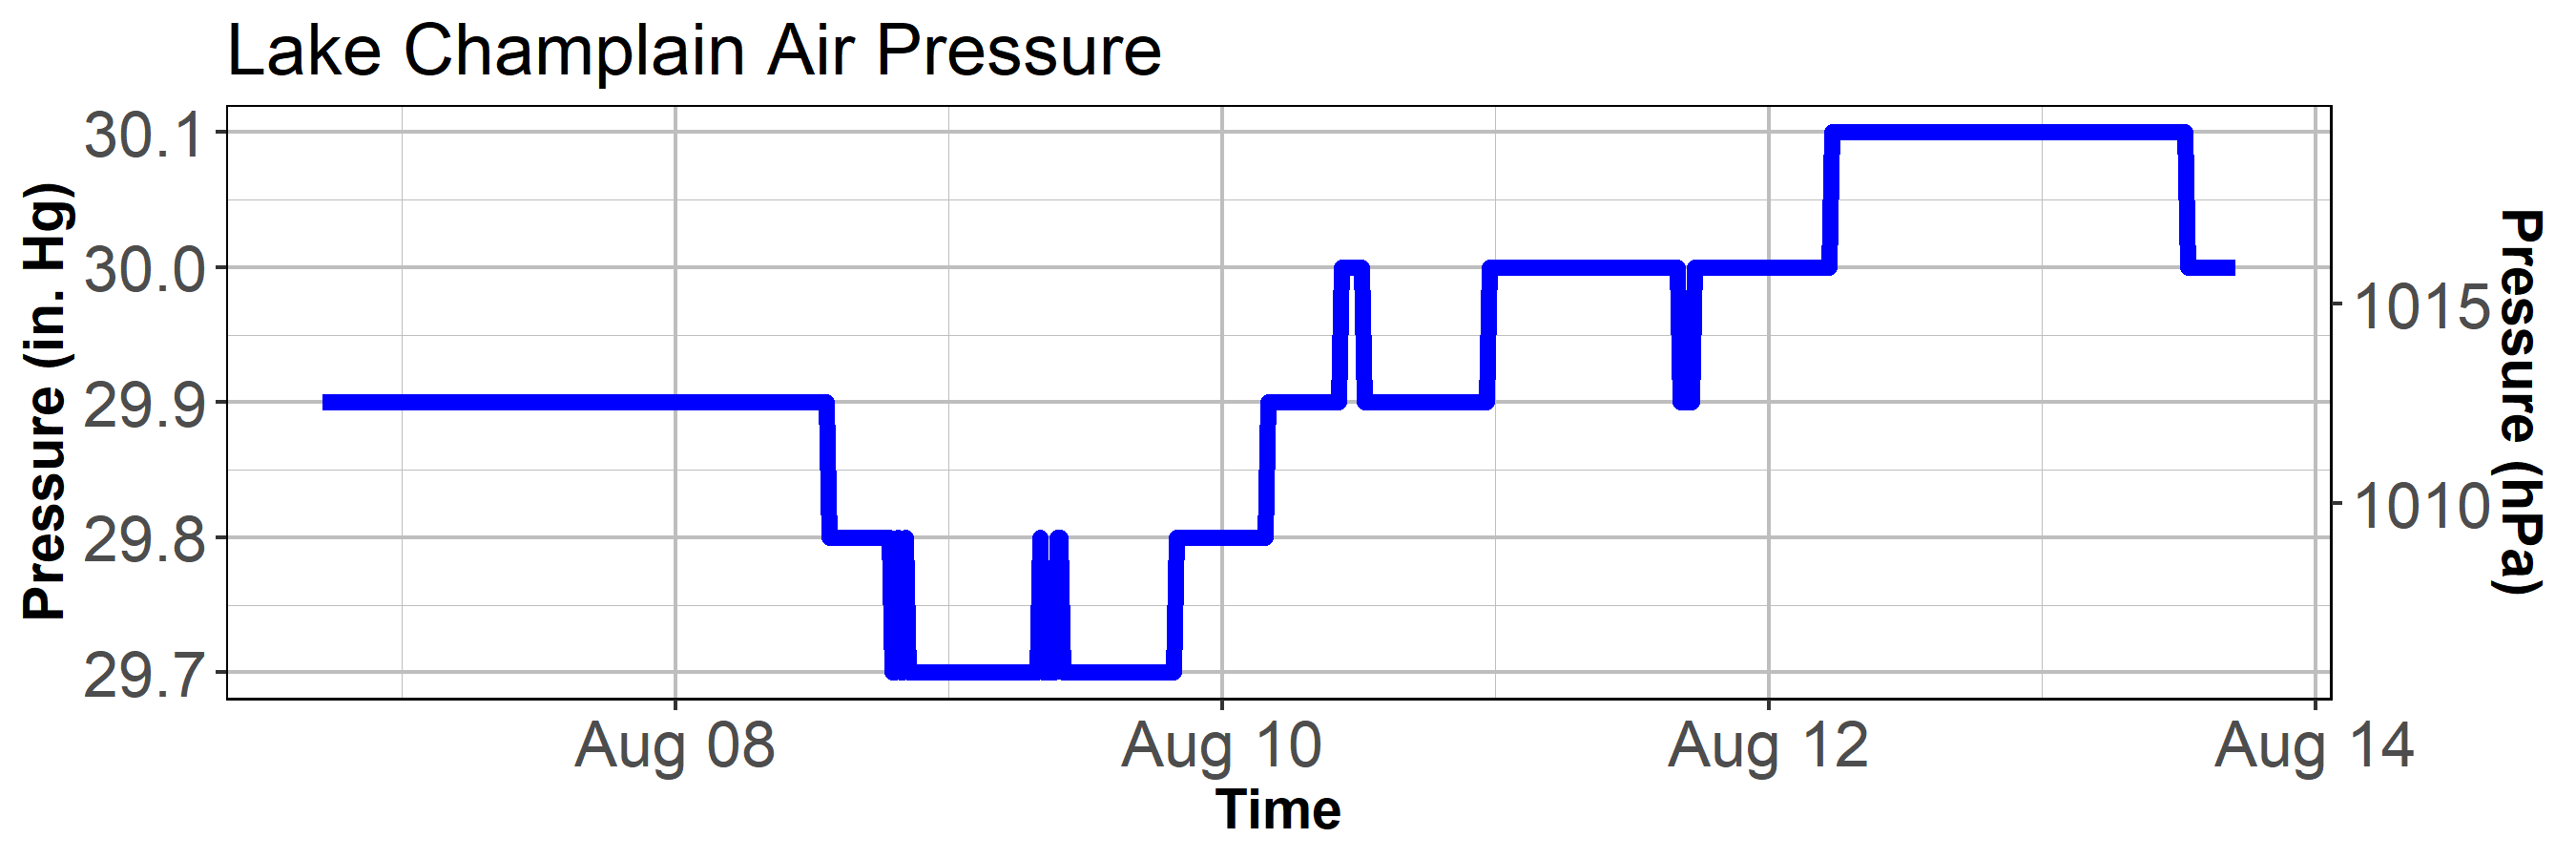 Lake Champlain Air Pressure
30.1
30.0
29.9
29.8
29.7
Pressure (in. Hg)
1015
1010
Pressure (hPa)
Aug 08
Aug 10
Aug 12
Aug 14
Time